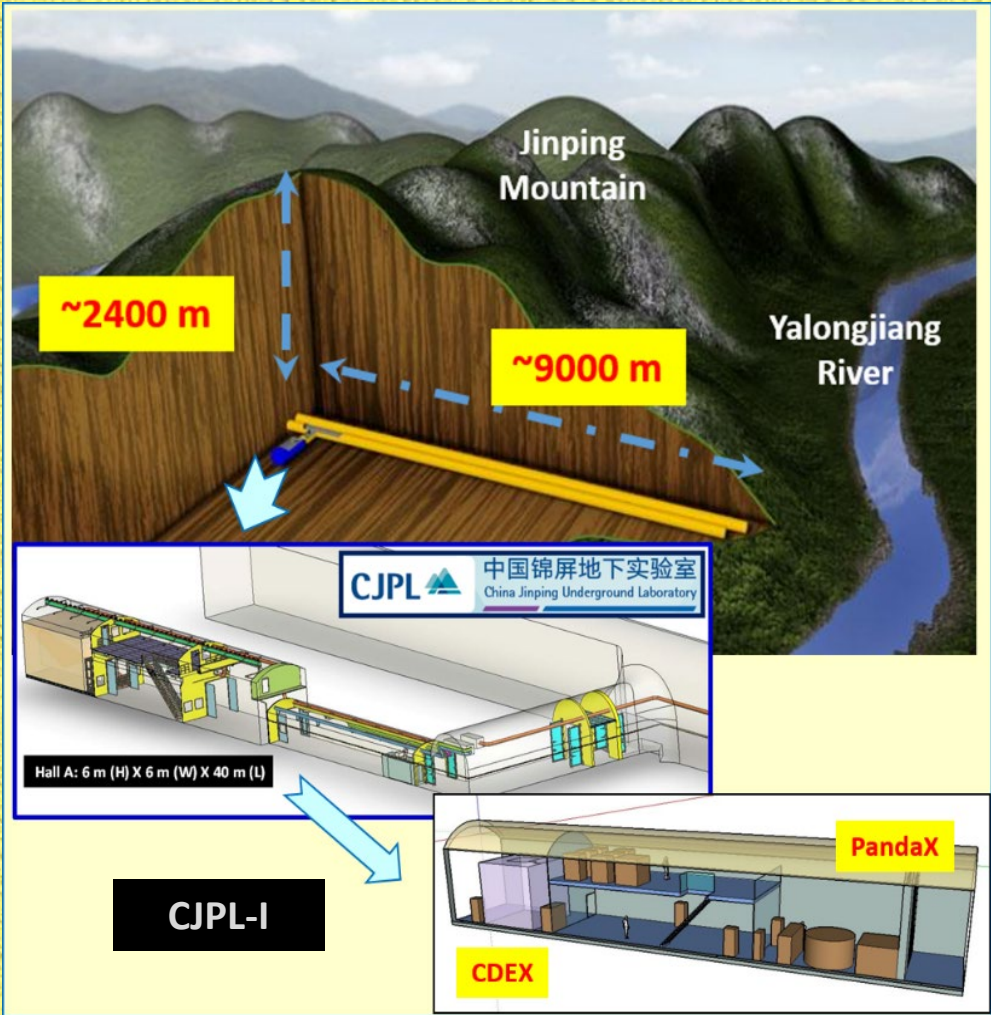 Jinping
Mountain
~2400 m
~9000 m
Yalongjiang
River
CJPL
中国锦屏地下实验室
China Jinping Underground Laboratory
Hall A: 6 m (H) X 6 m (W) X 40 m (L)
PandaX
CJPL-I
CDEX